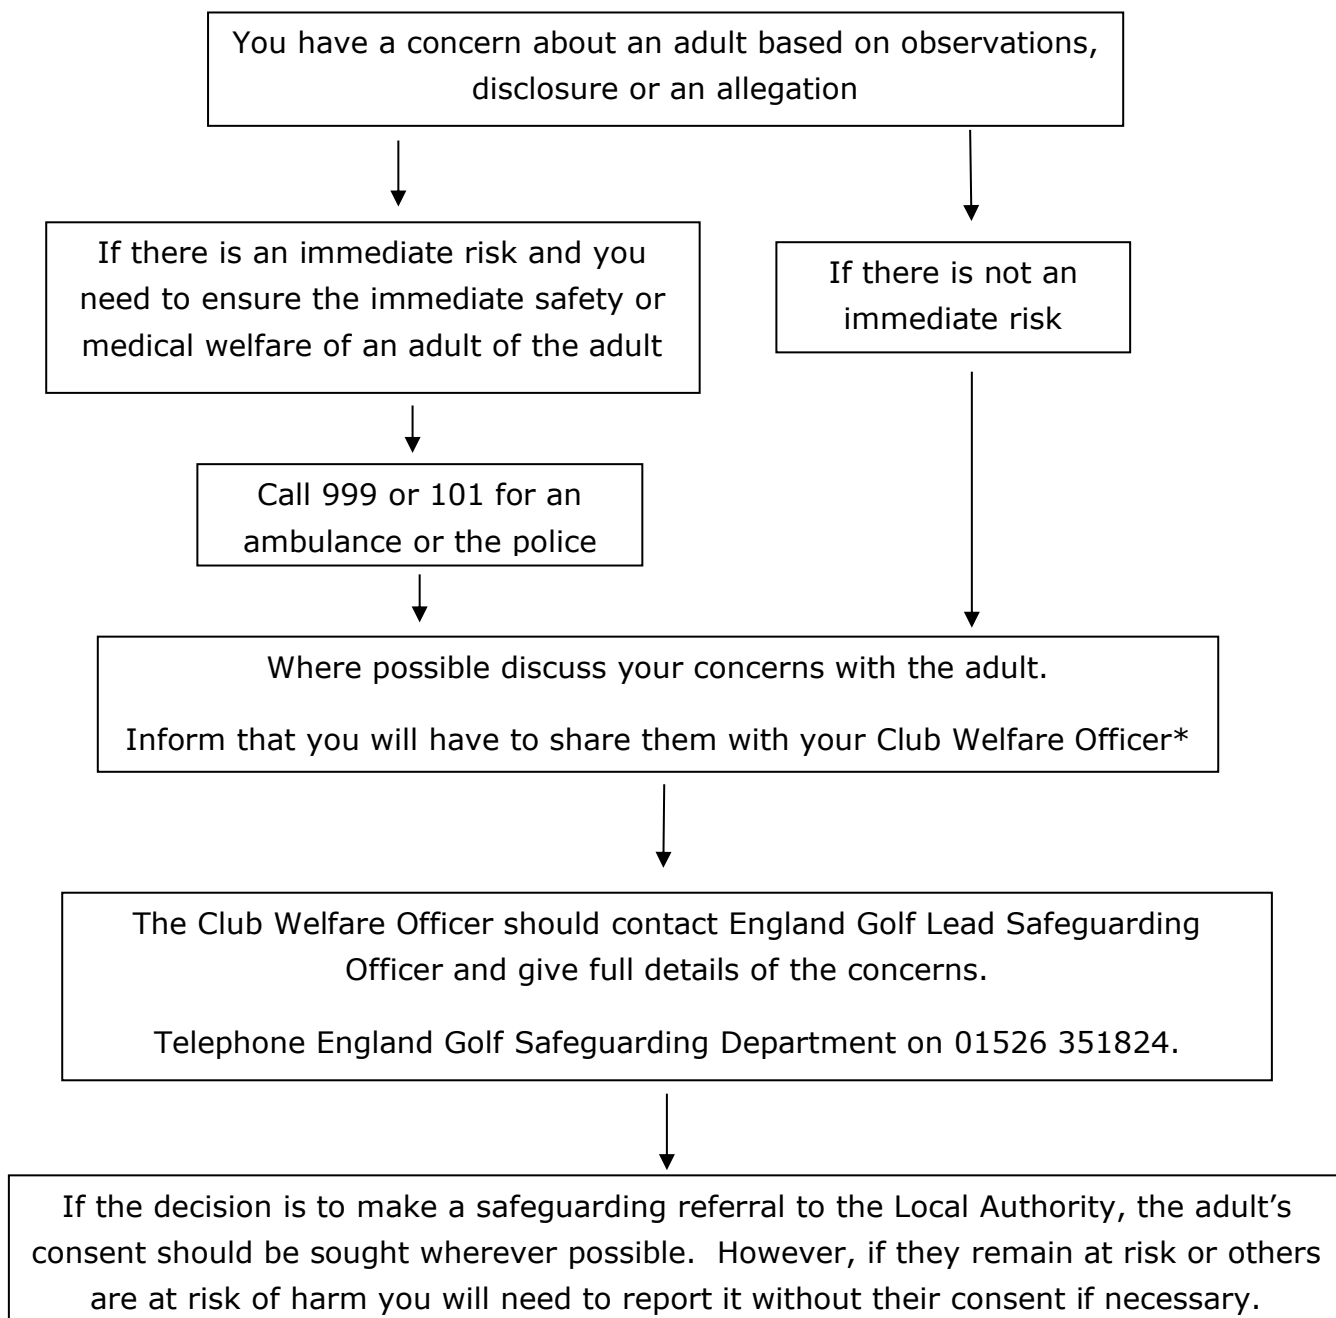 You have a concern about an adult based on observations,
disclosure or an allegation
If there is an immediate risk and you
need to ensure the immediate safety or
medical welfare of an adult of the adult
If there is not an
immediate risk
Call 999 or 101 for an
ambulance or the police
Where possible discuss your concerns with the adult.
Inform that you will have to share them with your Club Welfare Officer*
The Club Welfare Officer should contact England Golf Lead Safeguarding
Officer and give full details of the concerns.
Telephone England Golf Safeguarding Department on 01526 351824.
If the decision is to make a safeguarding referral to the Local Authority, the adult’s
consent should be sought wherever possible.  However, if they remain at risk or others
are at risk of harm you will need to report it without their consent if necessary.